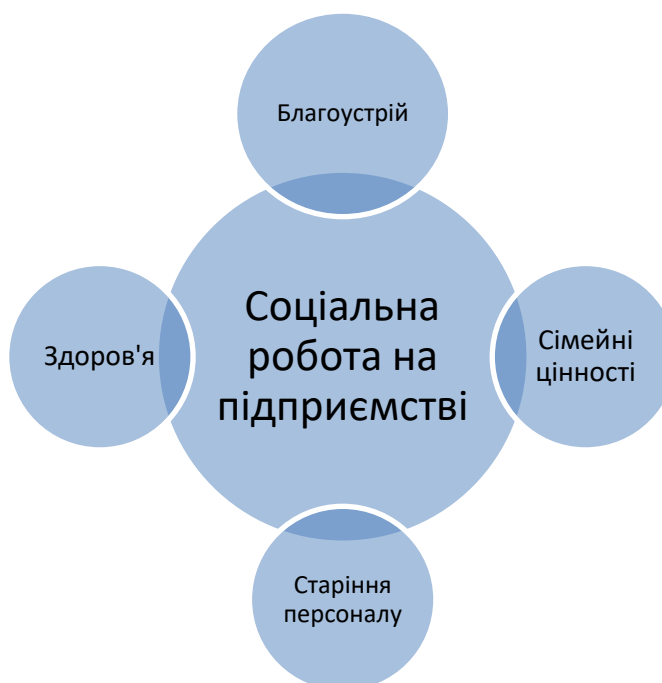 Благоустрій
Соціальна
робота на
підприємстві
Здоров'я
Сімейні
цінності
Старіння
персоналу